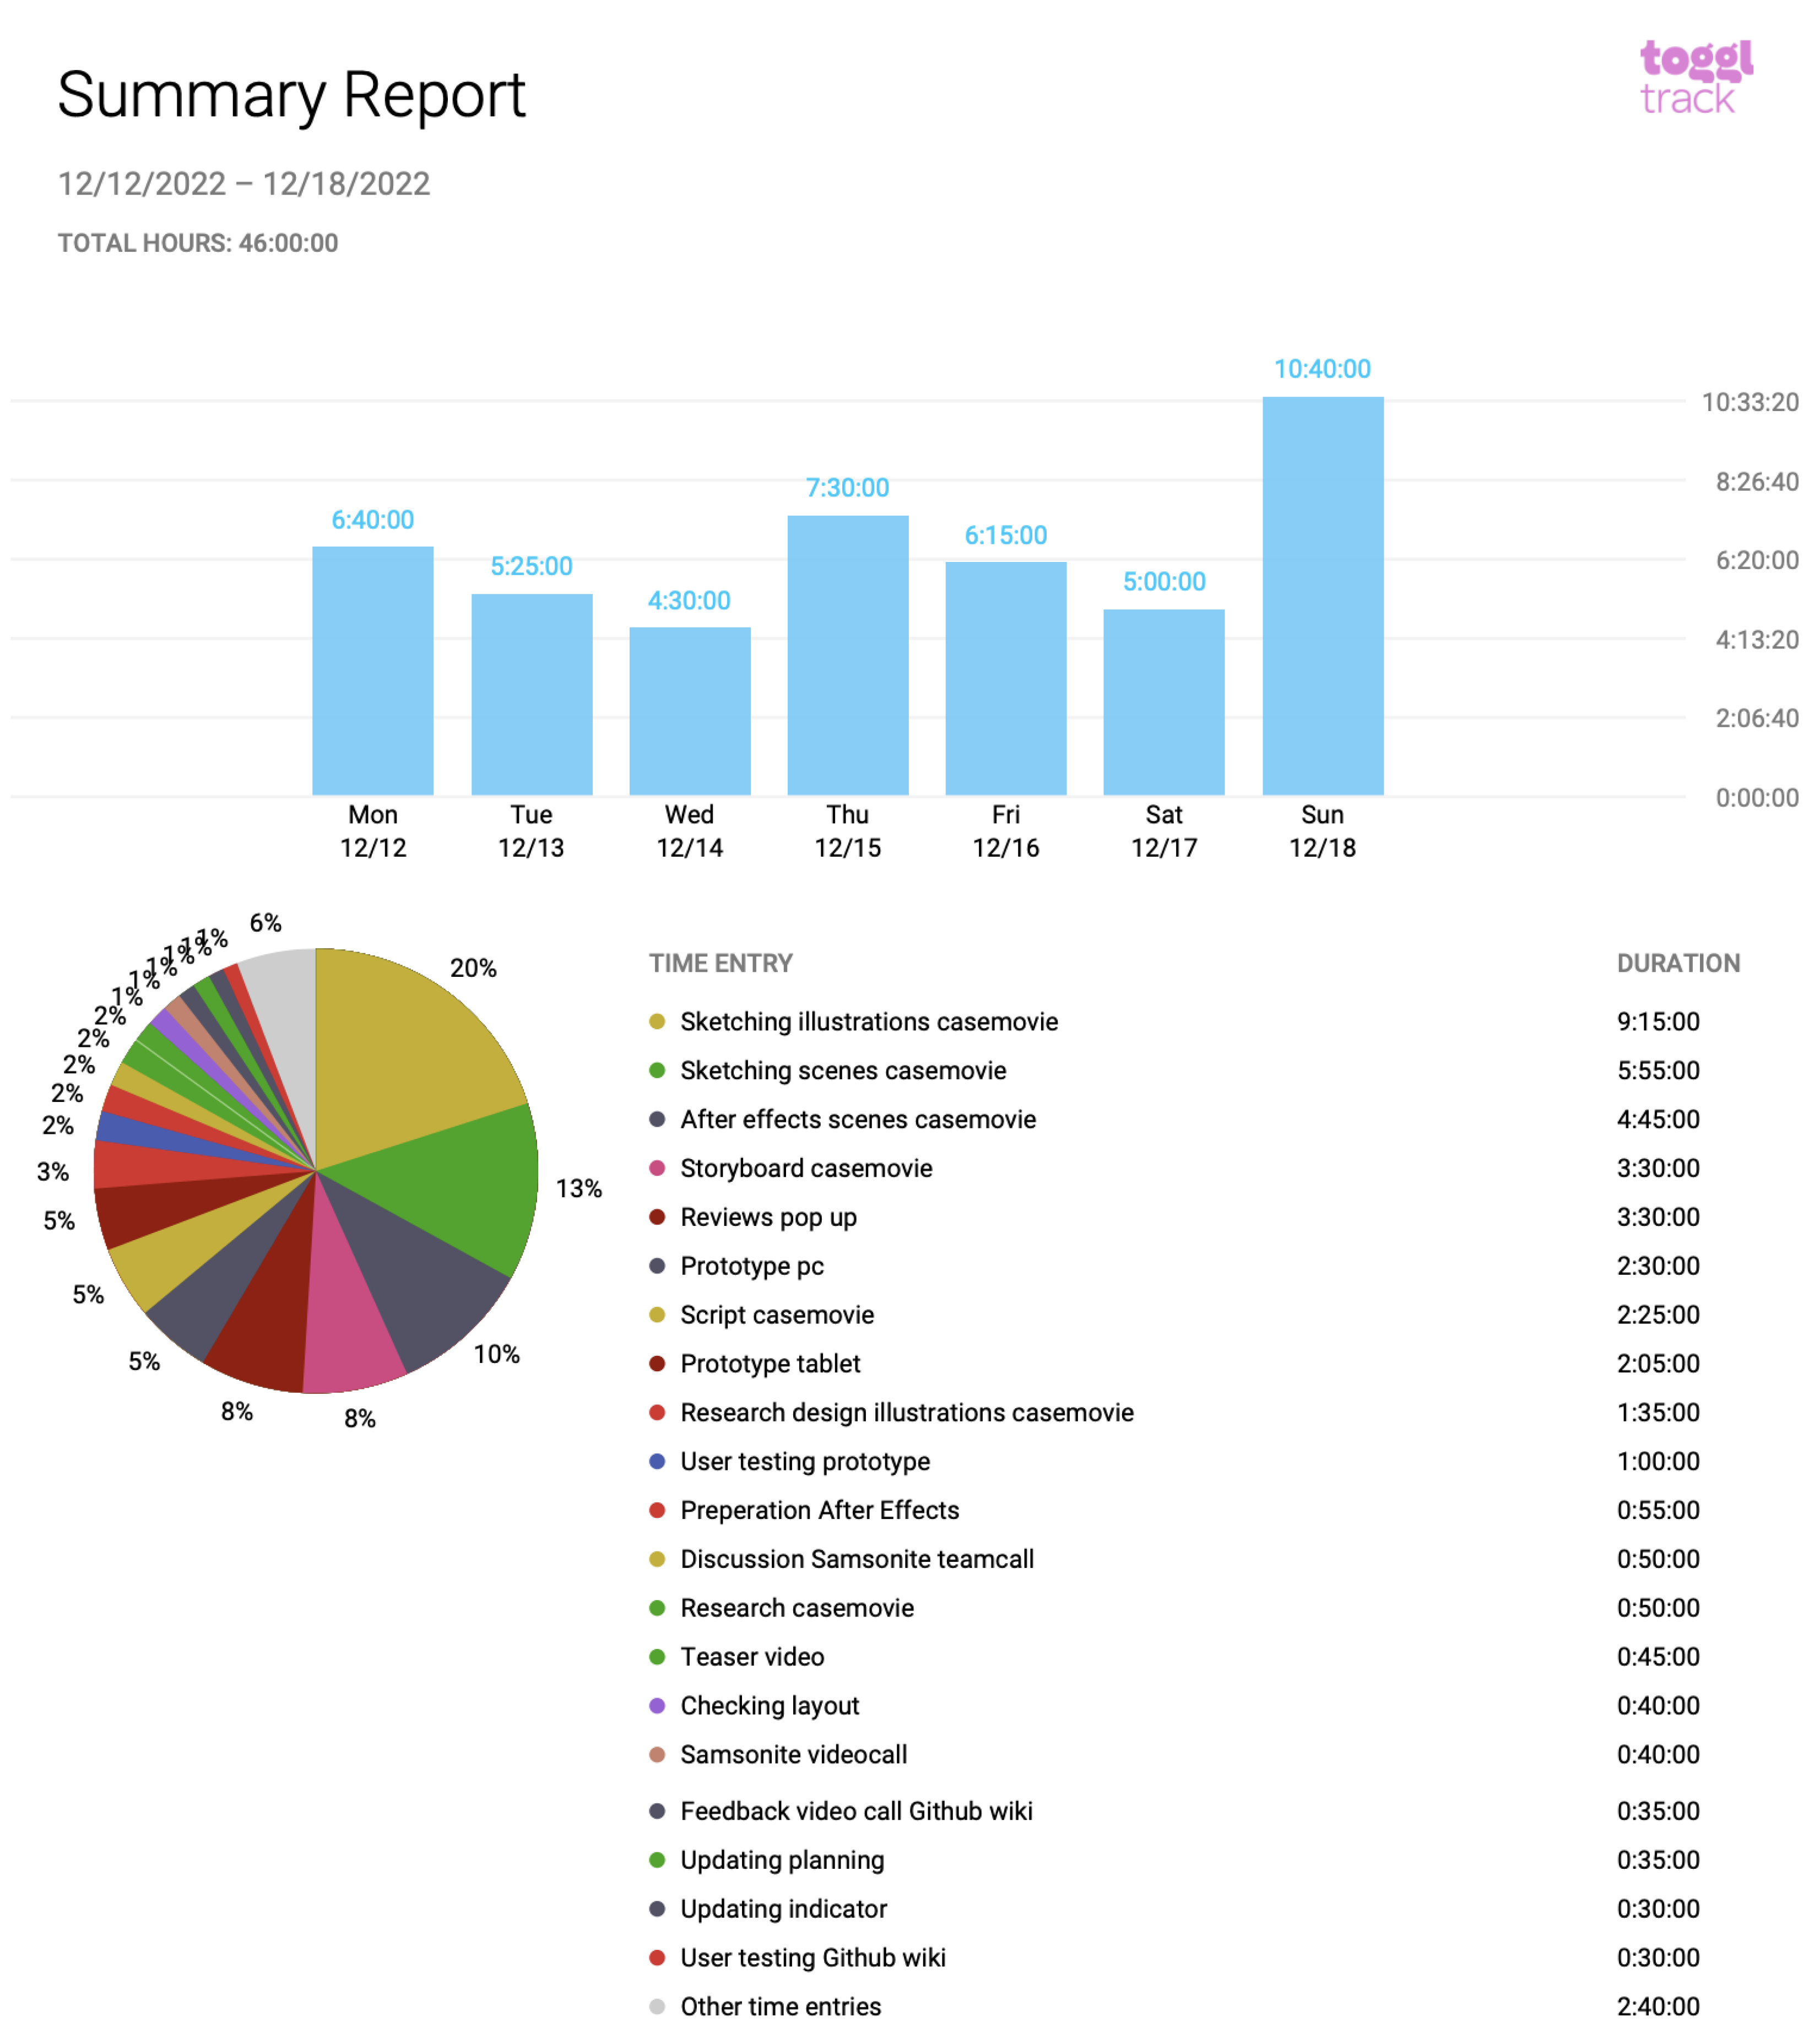 toggl
track
Summary Report
12/12/2022 – 12/18/2022
TOTAL HOURS: 46:00:00
10:40:00
10:33:20
7:30:00
8:26:40
6:40:00
6:15:00
5:25:00
6:20:00
5:00:00
4:30:00
4:13:20
2:06:40
0:00:00
Mon Tue Wed Thu Fri Sat Sun
12/12 12/13 12/14 12/15 12/16 12/17 12/18
6%
1%
1%
1%
1%
1%
1%
2%
2%
2%
2%
2%
3%
5%
5%
5%
8%
8%
10%
13%
20%
TIME ENTRY DURATION
Sketching illustrations casemovie 9:15:00
Sketching scenes casemovie 5:55:00
After effects scenes casemovie 4:45:00
Storyboard casemovie 3:30:00
Reviews pop up 3:30:00
Prototype pc 2:30:00
Script casemovie 2:25:00
Prototype tablet 2:05:00
Research design illustrations casemovie 1:35:00
User testing prototype 1:00:00
Preperation After Effects 0:55:00
Discussion Samsonite teamcall 0:50:00
Research casemovie 0:50:00
Teaser video 0:45:00
Checking layout 0:40:00
Samsonite videocall 0:40:00
Feedback video call Github wiki 0:35:00
Updating planning 0:35:00
Updating indicator 0:30:00
User testing Github wiki 0:30:00
Other time entries 2:40:00